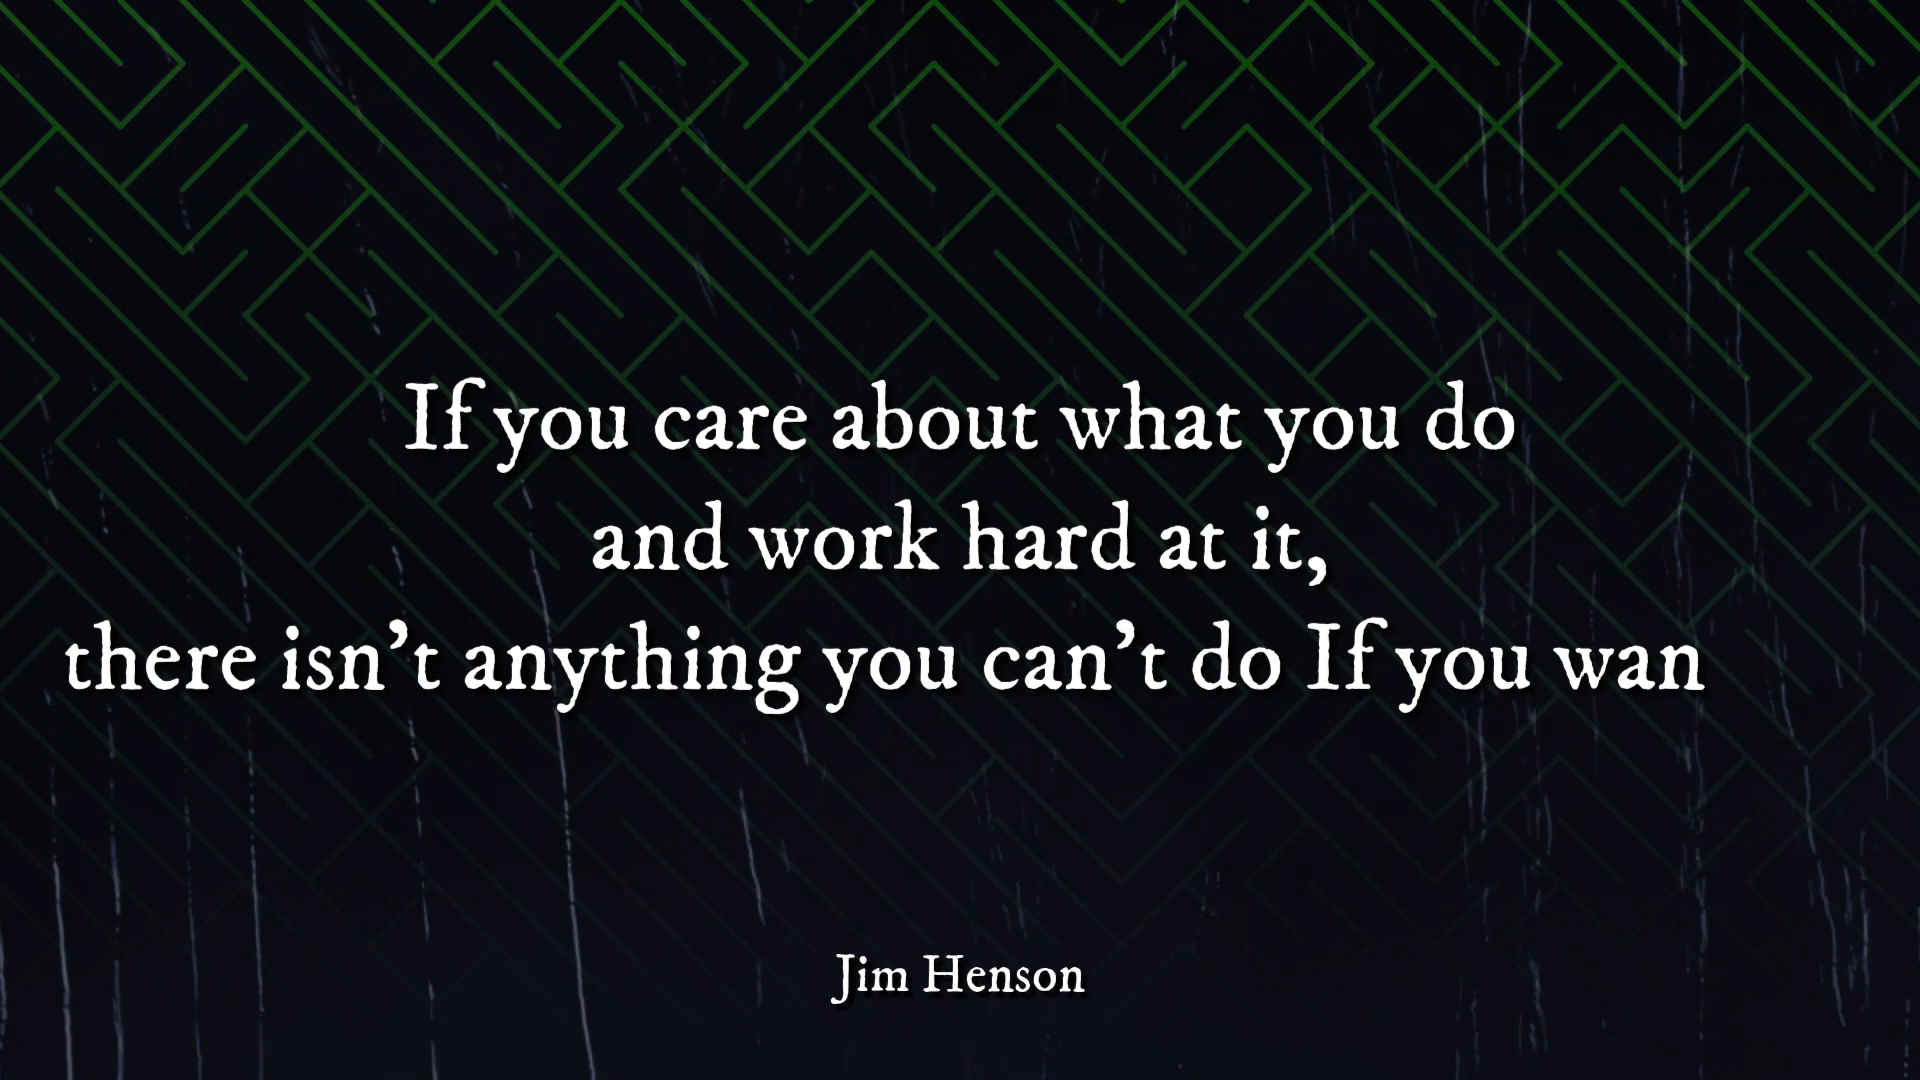 If you care about what you do
and work hard at it,
there isn’t anything you can’t do If you wan
Jim Henson